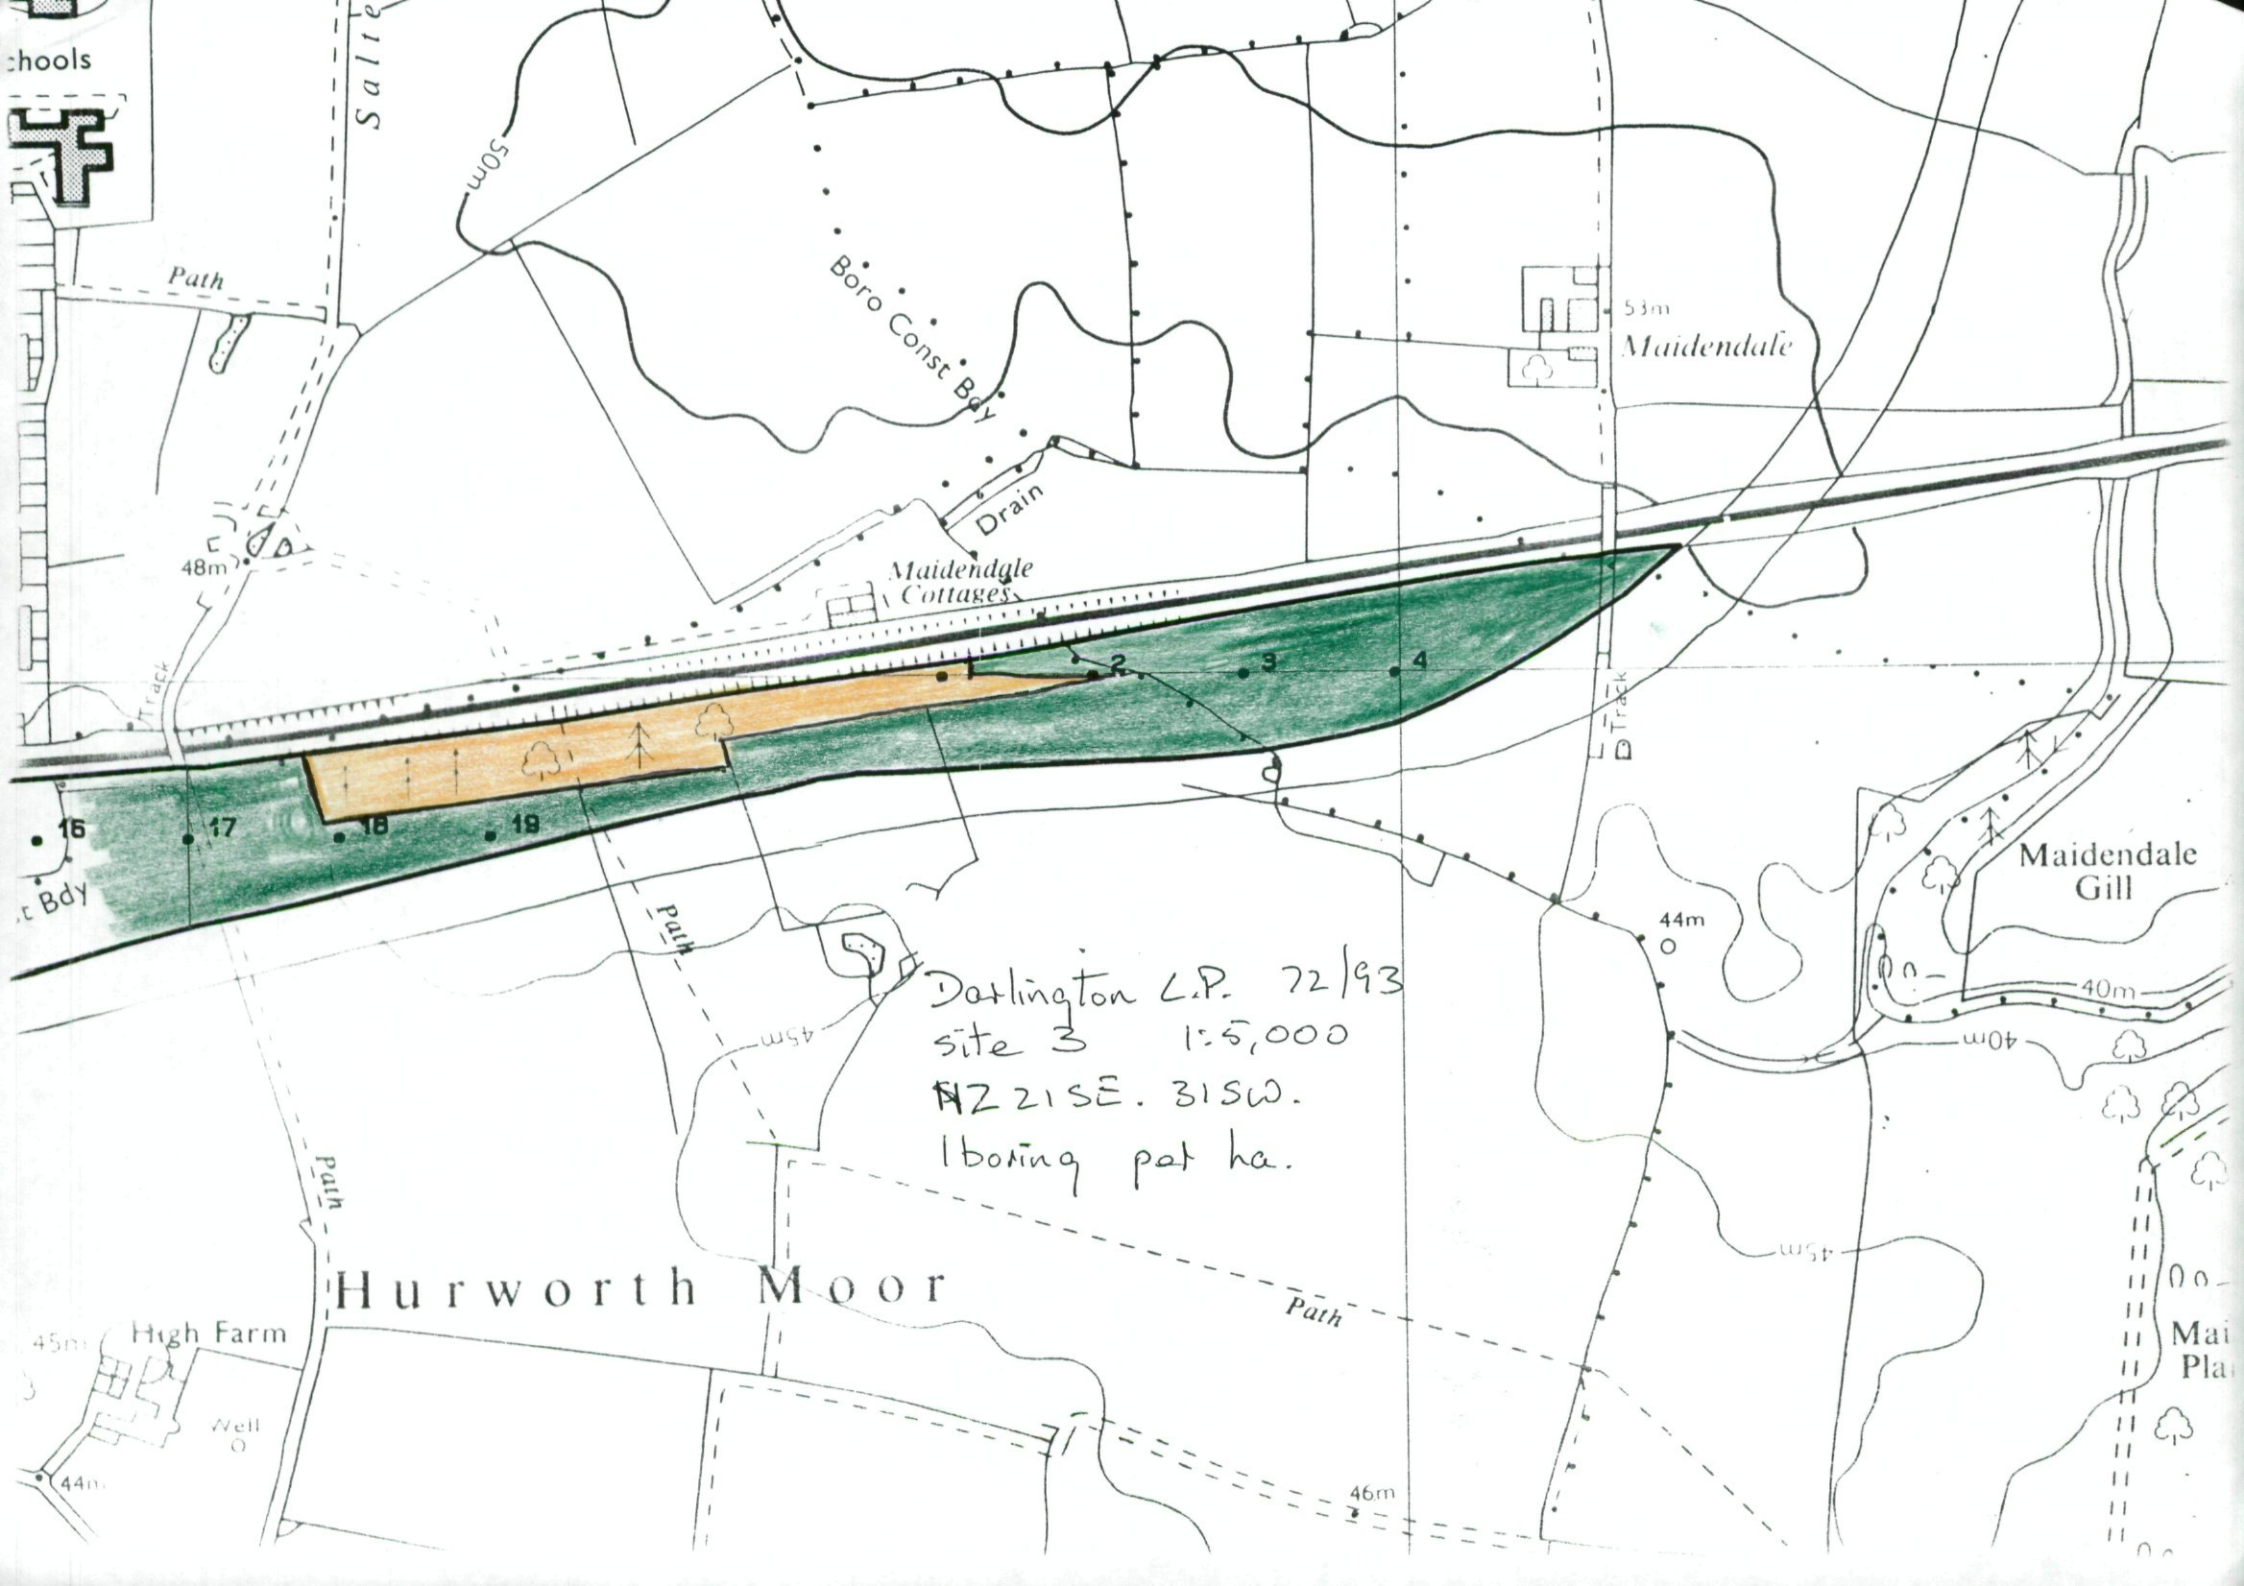 chools
Salte
50m
Path
Boro Const Bdy
53m
Maidendale
Drain
48m
Maidendale
Cottages
Track
1
2
3
4
Track
16
17
18
19
Bdy
Path
Maidendale
Gill
44m
Darlington L.P. 72/93
site 3 1:5,000
NZ 21SE. 31SW.
1 boring per ha.
45m
40m
40m
Path
Hurworth Moor
45m
Path
45m
High Farm
Well
44m
46m
Mai
Pla